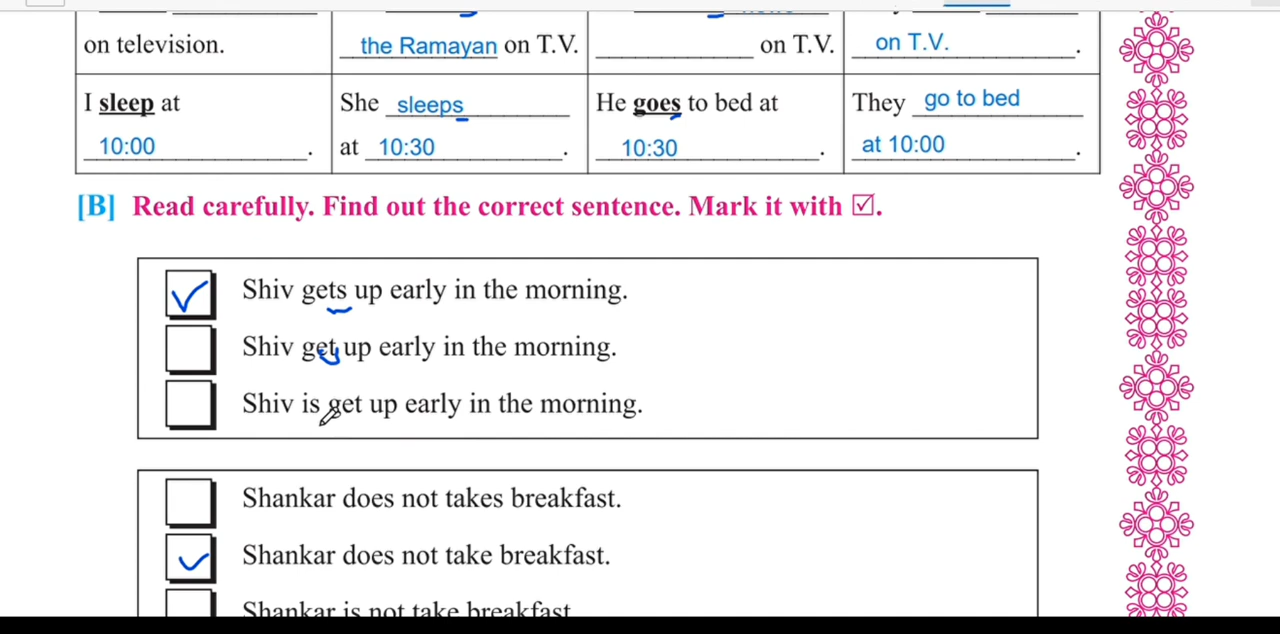 on television.
the Ramayan on T.V.
on T.V.
on T.V.
.
I sleep at
10:00 .
She sleeps
at 10:30 .
He goes to bed at
10:30 .
They go to bed
at 10:00 .
[B] Read carefully. Find out the correct sentence. Mark it with ☑.
Shiv gets up early in the morning.
Shiv get up early in the morning.
Shiv is get up early in the morning.
Shankar does not takes breakfast.
Shankar does not take breakfast.
Shankar is not take breakfast